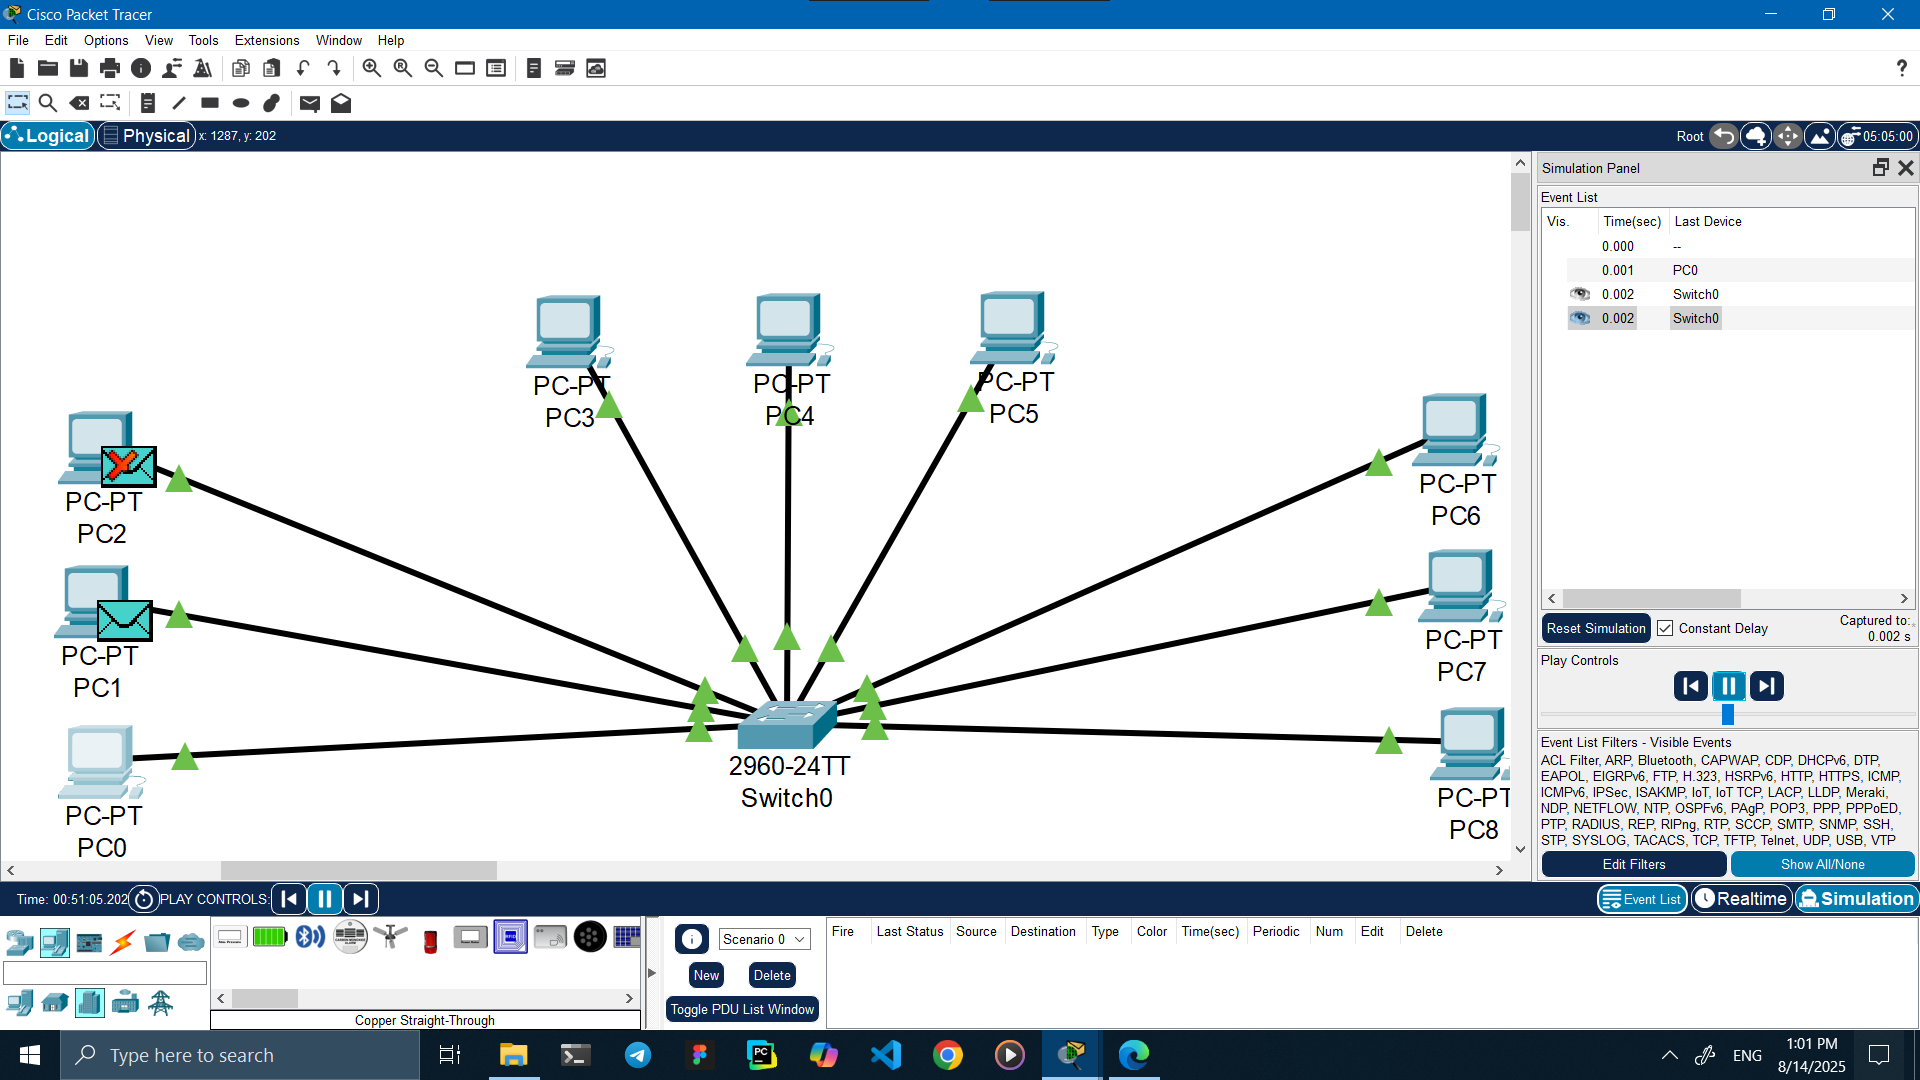 Cisco Packet Tracer
File Edit Options View Tools Extensions Window Help
Logical Physical x: 1287, y: 202
Root 05:05:00
PC-PT
PC3
PC-PT
PC4
PC-PT
PC5
PC-PT
PC2
PC-PT
PC6
PC-PT
PC1
PC-PT
PC7
PC-PT
PC0
2960-24TT
Switch0
PC-PT
PC8
Simulation Panel
Event List
Vis. Time(sec) Last Device
0.000 --
0.001 PC0
0.002 Switch0
0.002 Switch0
Reset Simulation Constant Delay Captured to:
0.002 s
Play Controls
Event List Filters - Visible Events
ACL Filter, ARP, Bluetooth, CAPWAP, CDP, DHCPv6, DTP,
EAPOL, EIGRPv6, FTP, H.323, HSRPv6, HTTP, HTTPS, ICMP,
ICMPv6, IPSec, ISAKMP, IoT, IoT TCP, LACP, LLDP, Meraki,
NDP, NETFLOW, NTP, OSPFv6, PAgP, POP3, PPP, PPPoED,
PTP, RADIUS, REP, RIPng, RTP, SCCP, SMTP, SNMP, SSH,
STP, SYSLOG, TACACS, TCP, TFTP, Telnet, UDP, USB, VTP
Edit Filters Show All/None
Time: 00:51:05.202 PLAY CONTROLS:
Event List Realtime Simulation
Scenario 0
New Delete
Toggle PDU List Window
Fire Last Status Source Destination Type Color Time(sec) Periodic Num Edit Delete
Copper Straight-Through
Type here to search
ENG
1:01 PM
8/14/2025